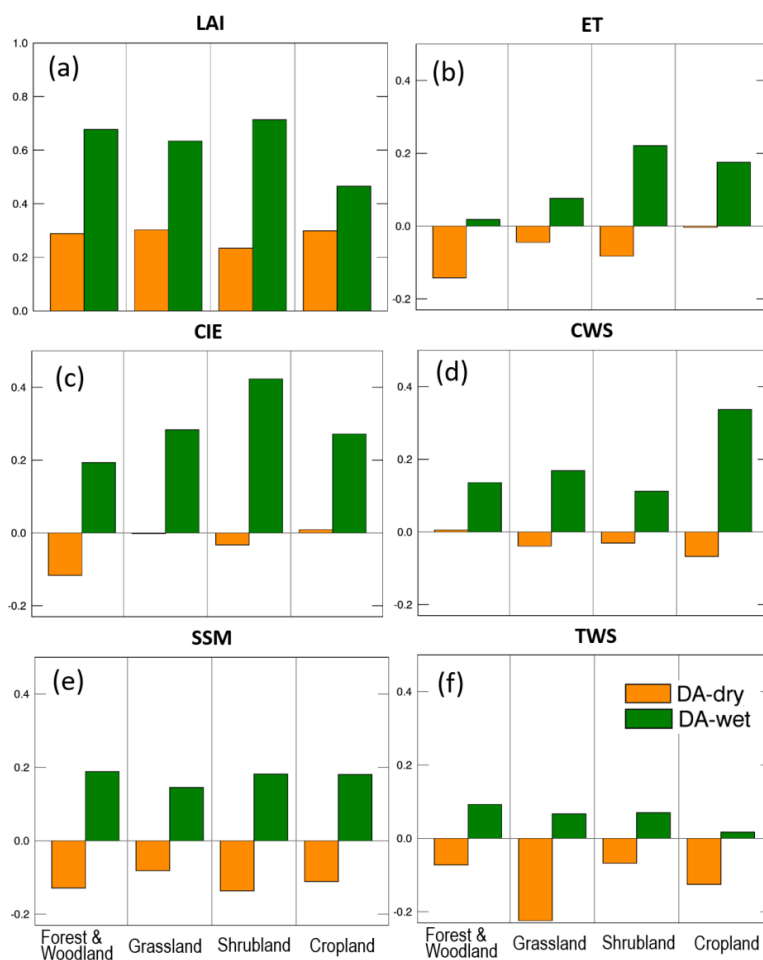 LAI
ET
(a)
1.0
0.8
0.6
0.4
0.2
0.0
(b)
0.4
0.2
0.0
-0.2
CIE
CWS
(c)
0.4
0.2
0.0
-0.2
(d)
0.4
0.2
0.0
-0.2
SSM
TWS
(e)
0.4
0.2
0.0
-0.2
Forest &
Woodland
Grassland
Shrubland
Cropland
(f)
DA-dry
DA-wet
0.4
0.2
0.0
-0.2
Forest &
Woodland
Grassland
Shrubland
Cropland